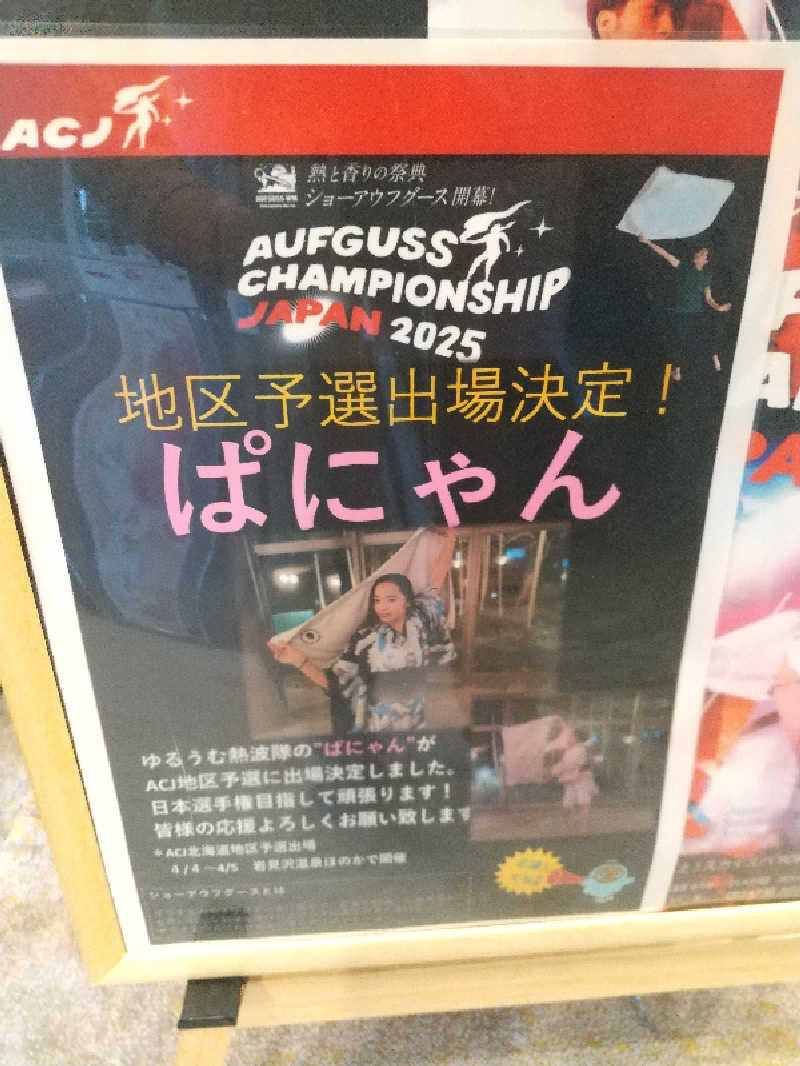 ACJ
熱と香りの祭典
ショーアウフグース開幕!
AUFGUSS
CHAMPIONSHIP
JAPAN 2025
地区予選出場決定！
ぱにゃん
ゆるうむ熱波隊の"ぱにゃん"が
ACJ地区予選に出場決定しました。
日本選手権目指して頑張ります！
皆様の応援よろしくお願い致します
*ACJ北海道地区予選出場
4/4～4/5 岩見沢温泉ほのかで開催
ショーアウフグースとは